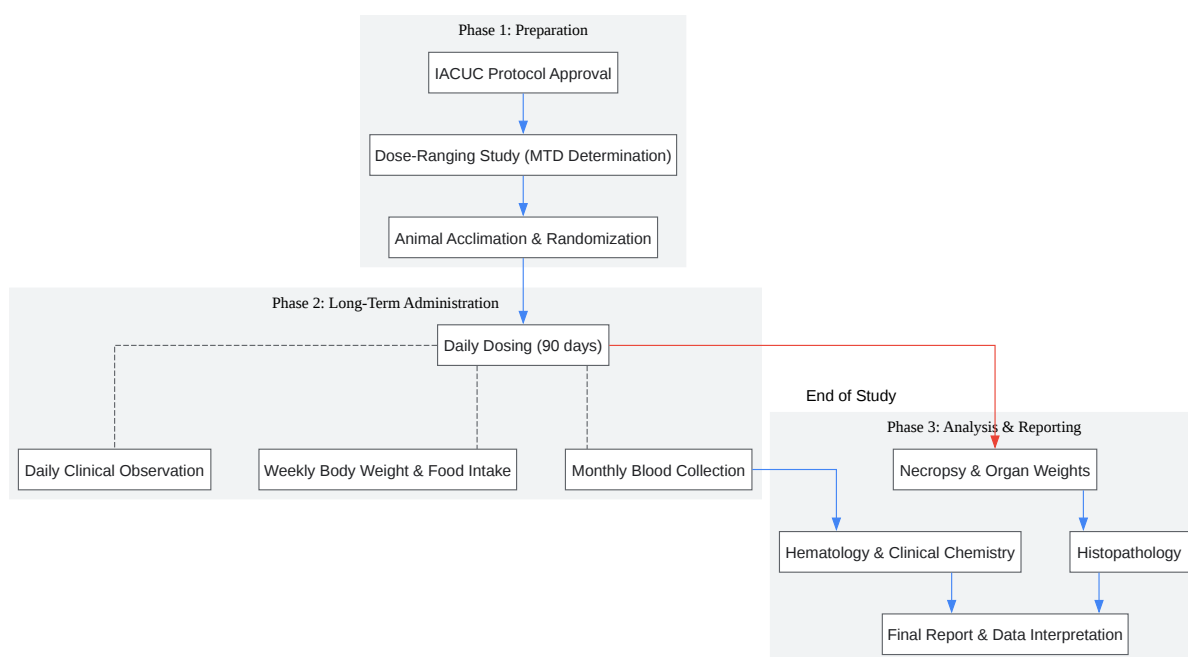 Phase 1: Preparation
IACUC Protocol Approval
Dose-Ranging Study (MTD Determination)
Animal Acclimation & Randomization
Phase 2: Long-Term Administration
Daily Dosing (90 days)
End of Study
Phase 3: Analysis & Reporting
Daily Clinical Observation
Weekly Body Weight & Food Intake
Monthly Blood Collection
Necropsy & Organ Weights
Hematology & Clinical Chemistry
Histopathology
Final Report & Data Interpretation